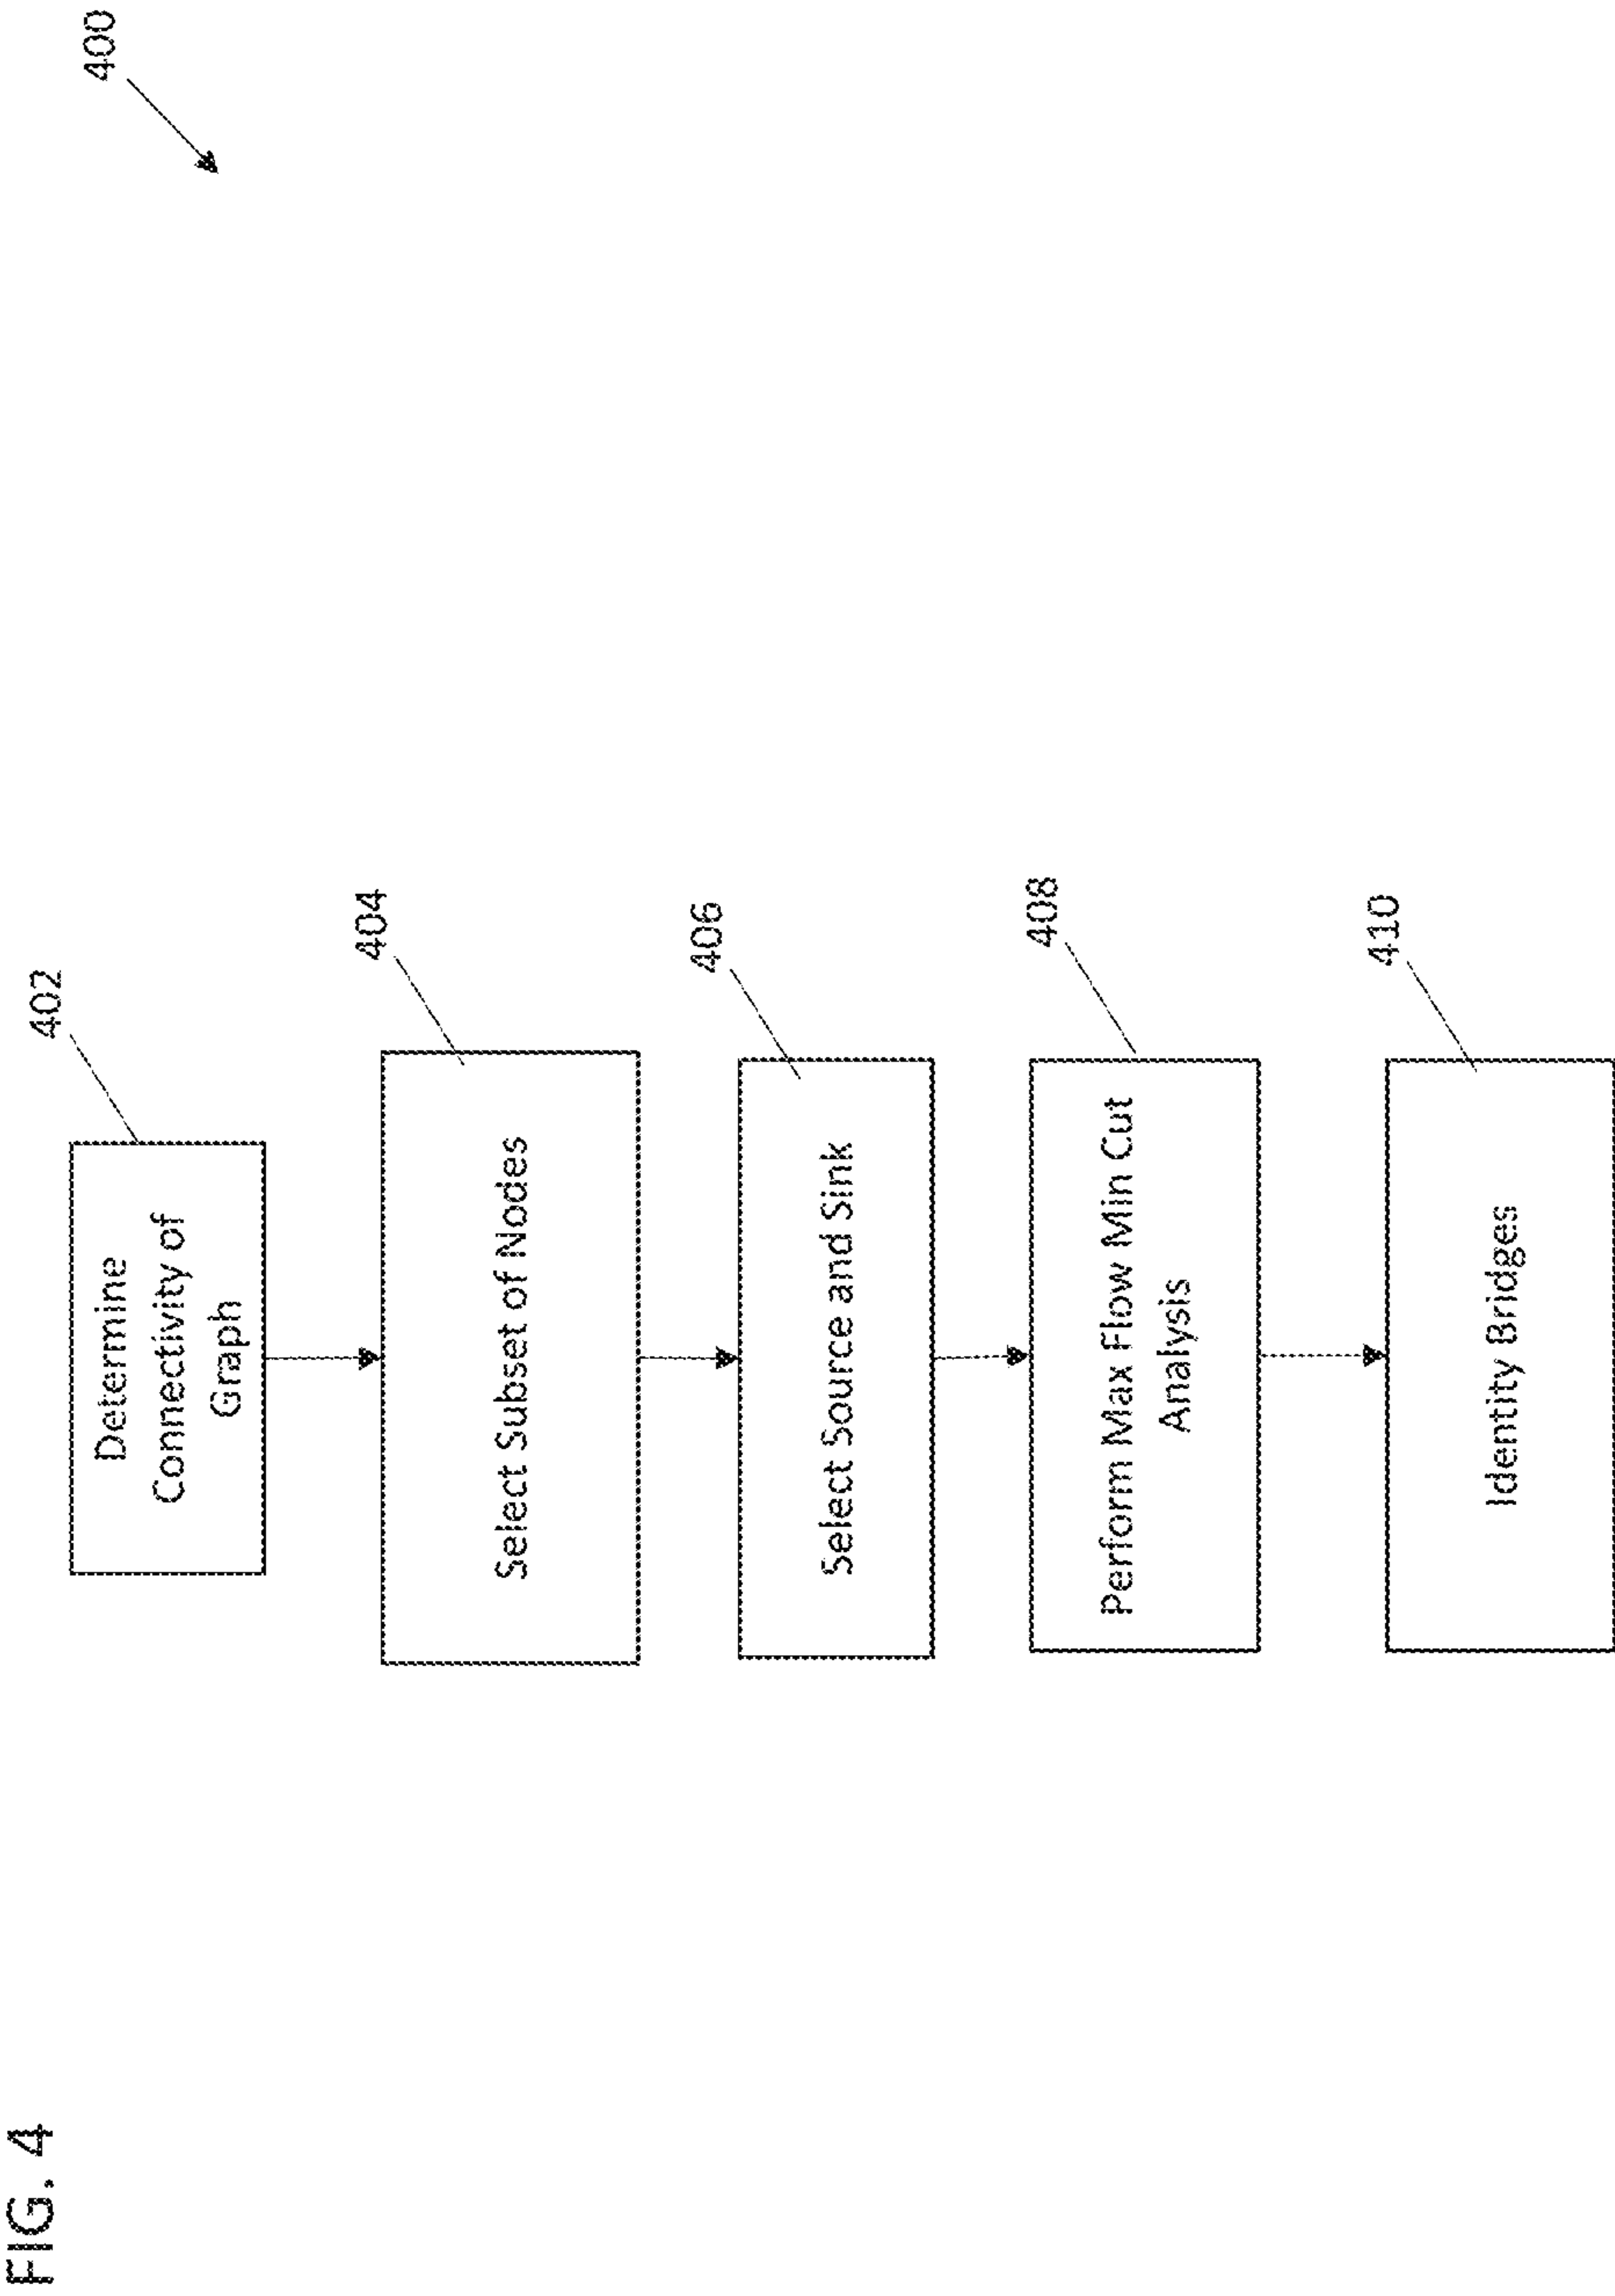 FIG. 4
400
402
Determine
Connectivity of
Graph
404
Select Subset of Nodes
406
Select Source and Sink
408
Perform Max Flow Min Cut
Analysis
410
Identity Bridges